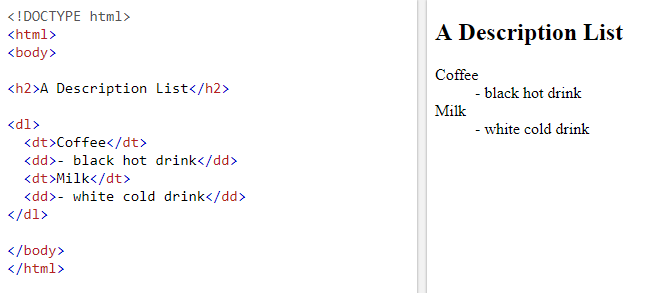 <!DOCTYPE html>
<html>
<body>
<h2>A Description List</h2>
<dl>
  <dt>Coffee</dt>
  <dd>- black hot drink</dd>
  <dt>Milk</dt>
  <dd>- white cold drink</dd>
</dl>
</body>
</html>
A Description List
Coffee
- black hot drink
Milk
- white cold drink